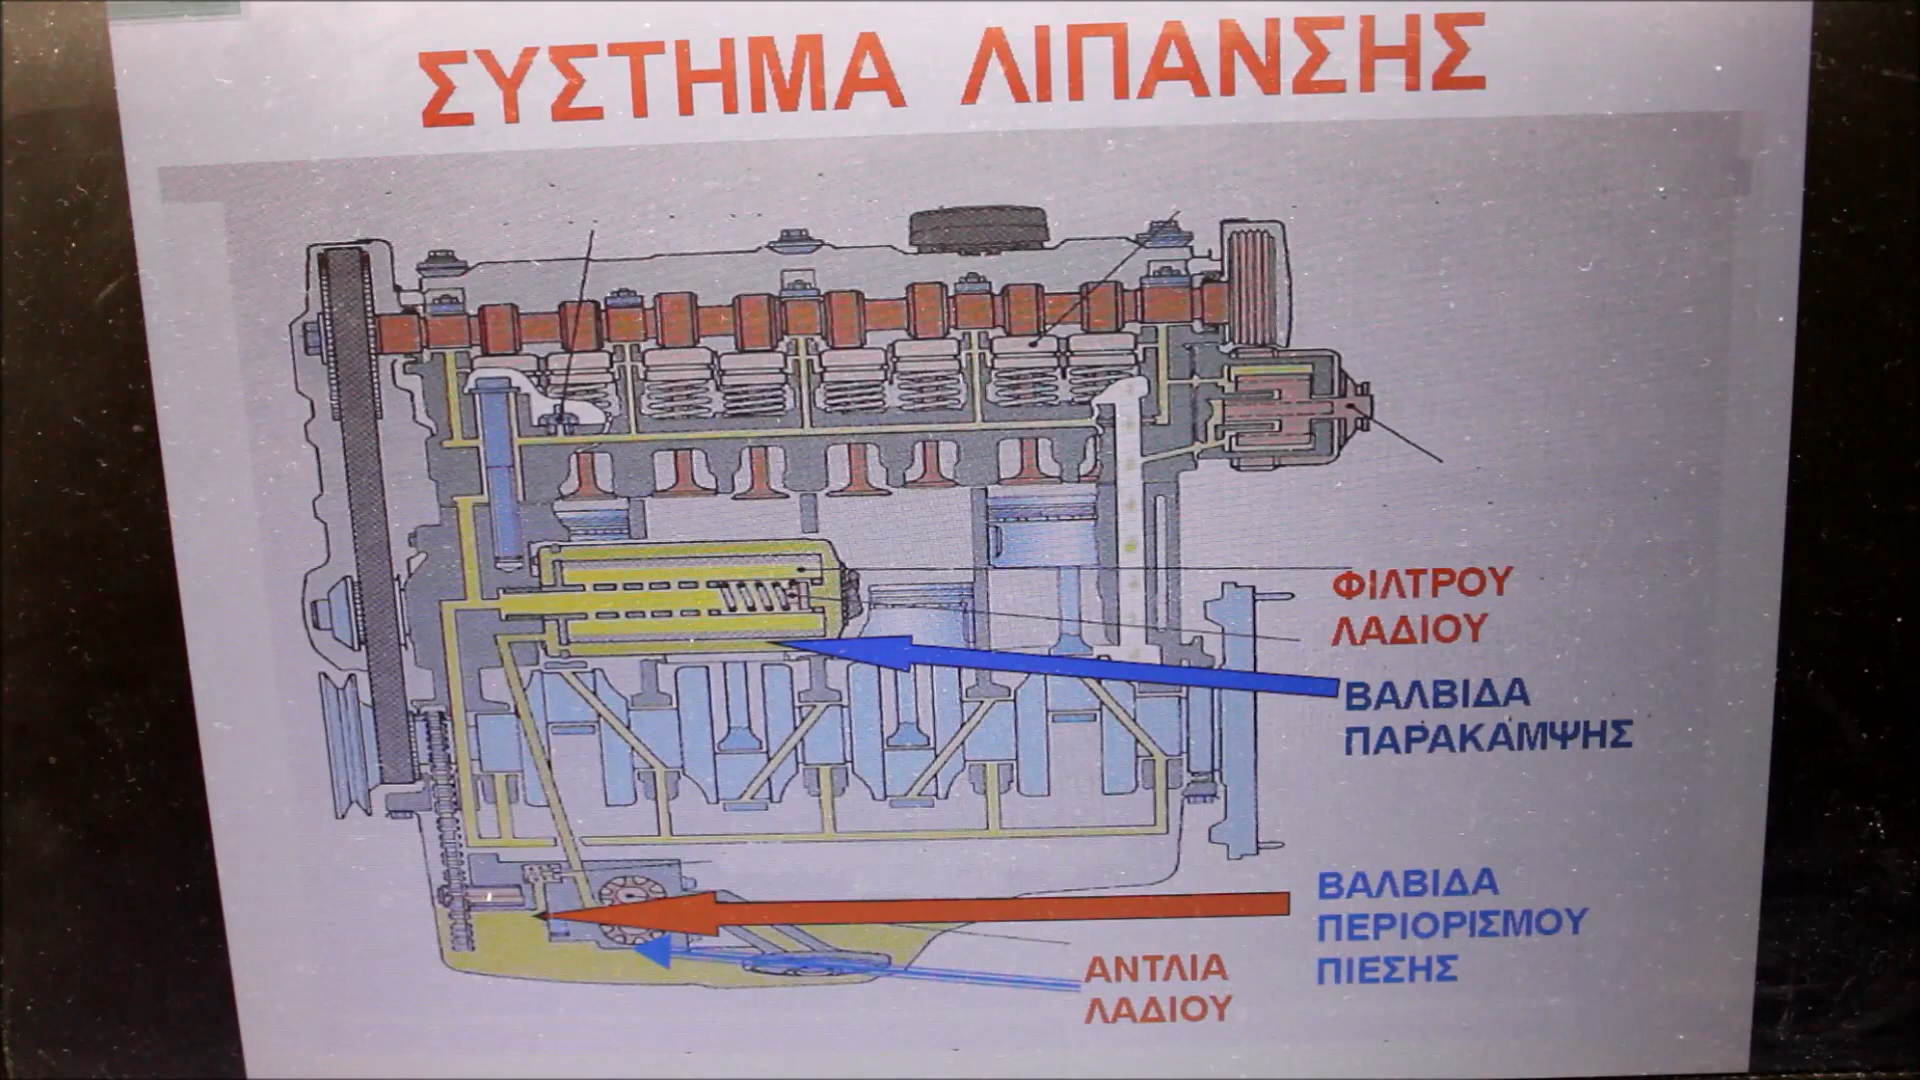 ΣΥΣΤΗΜΑ ΛΙΠΑΝΣΗΣ
ΦΙΛΤΡΟΥ
ΛΑΔΙΟΥ
ΒΑΛΒΙΔΑ
ΠΑΡΑΚΑΜΨΗΣ
ΒΑΛΒΙΔΑ
ΠΕΡΙΟΡΙΣΜΟΥ
ΠΙΕΣΗΣ
ΑΝΤΛΙΑ
ΛΑΔΙΟΥ